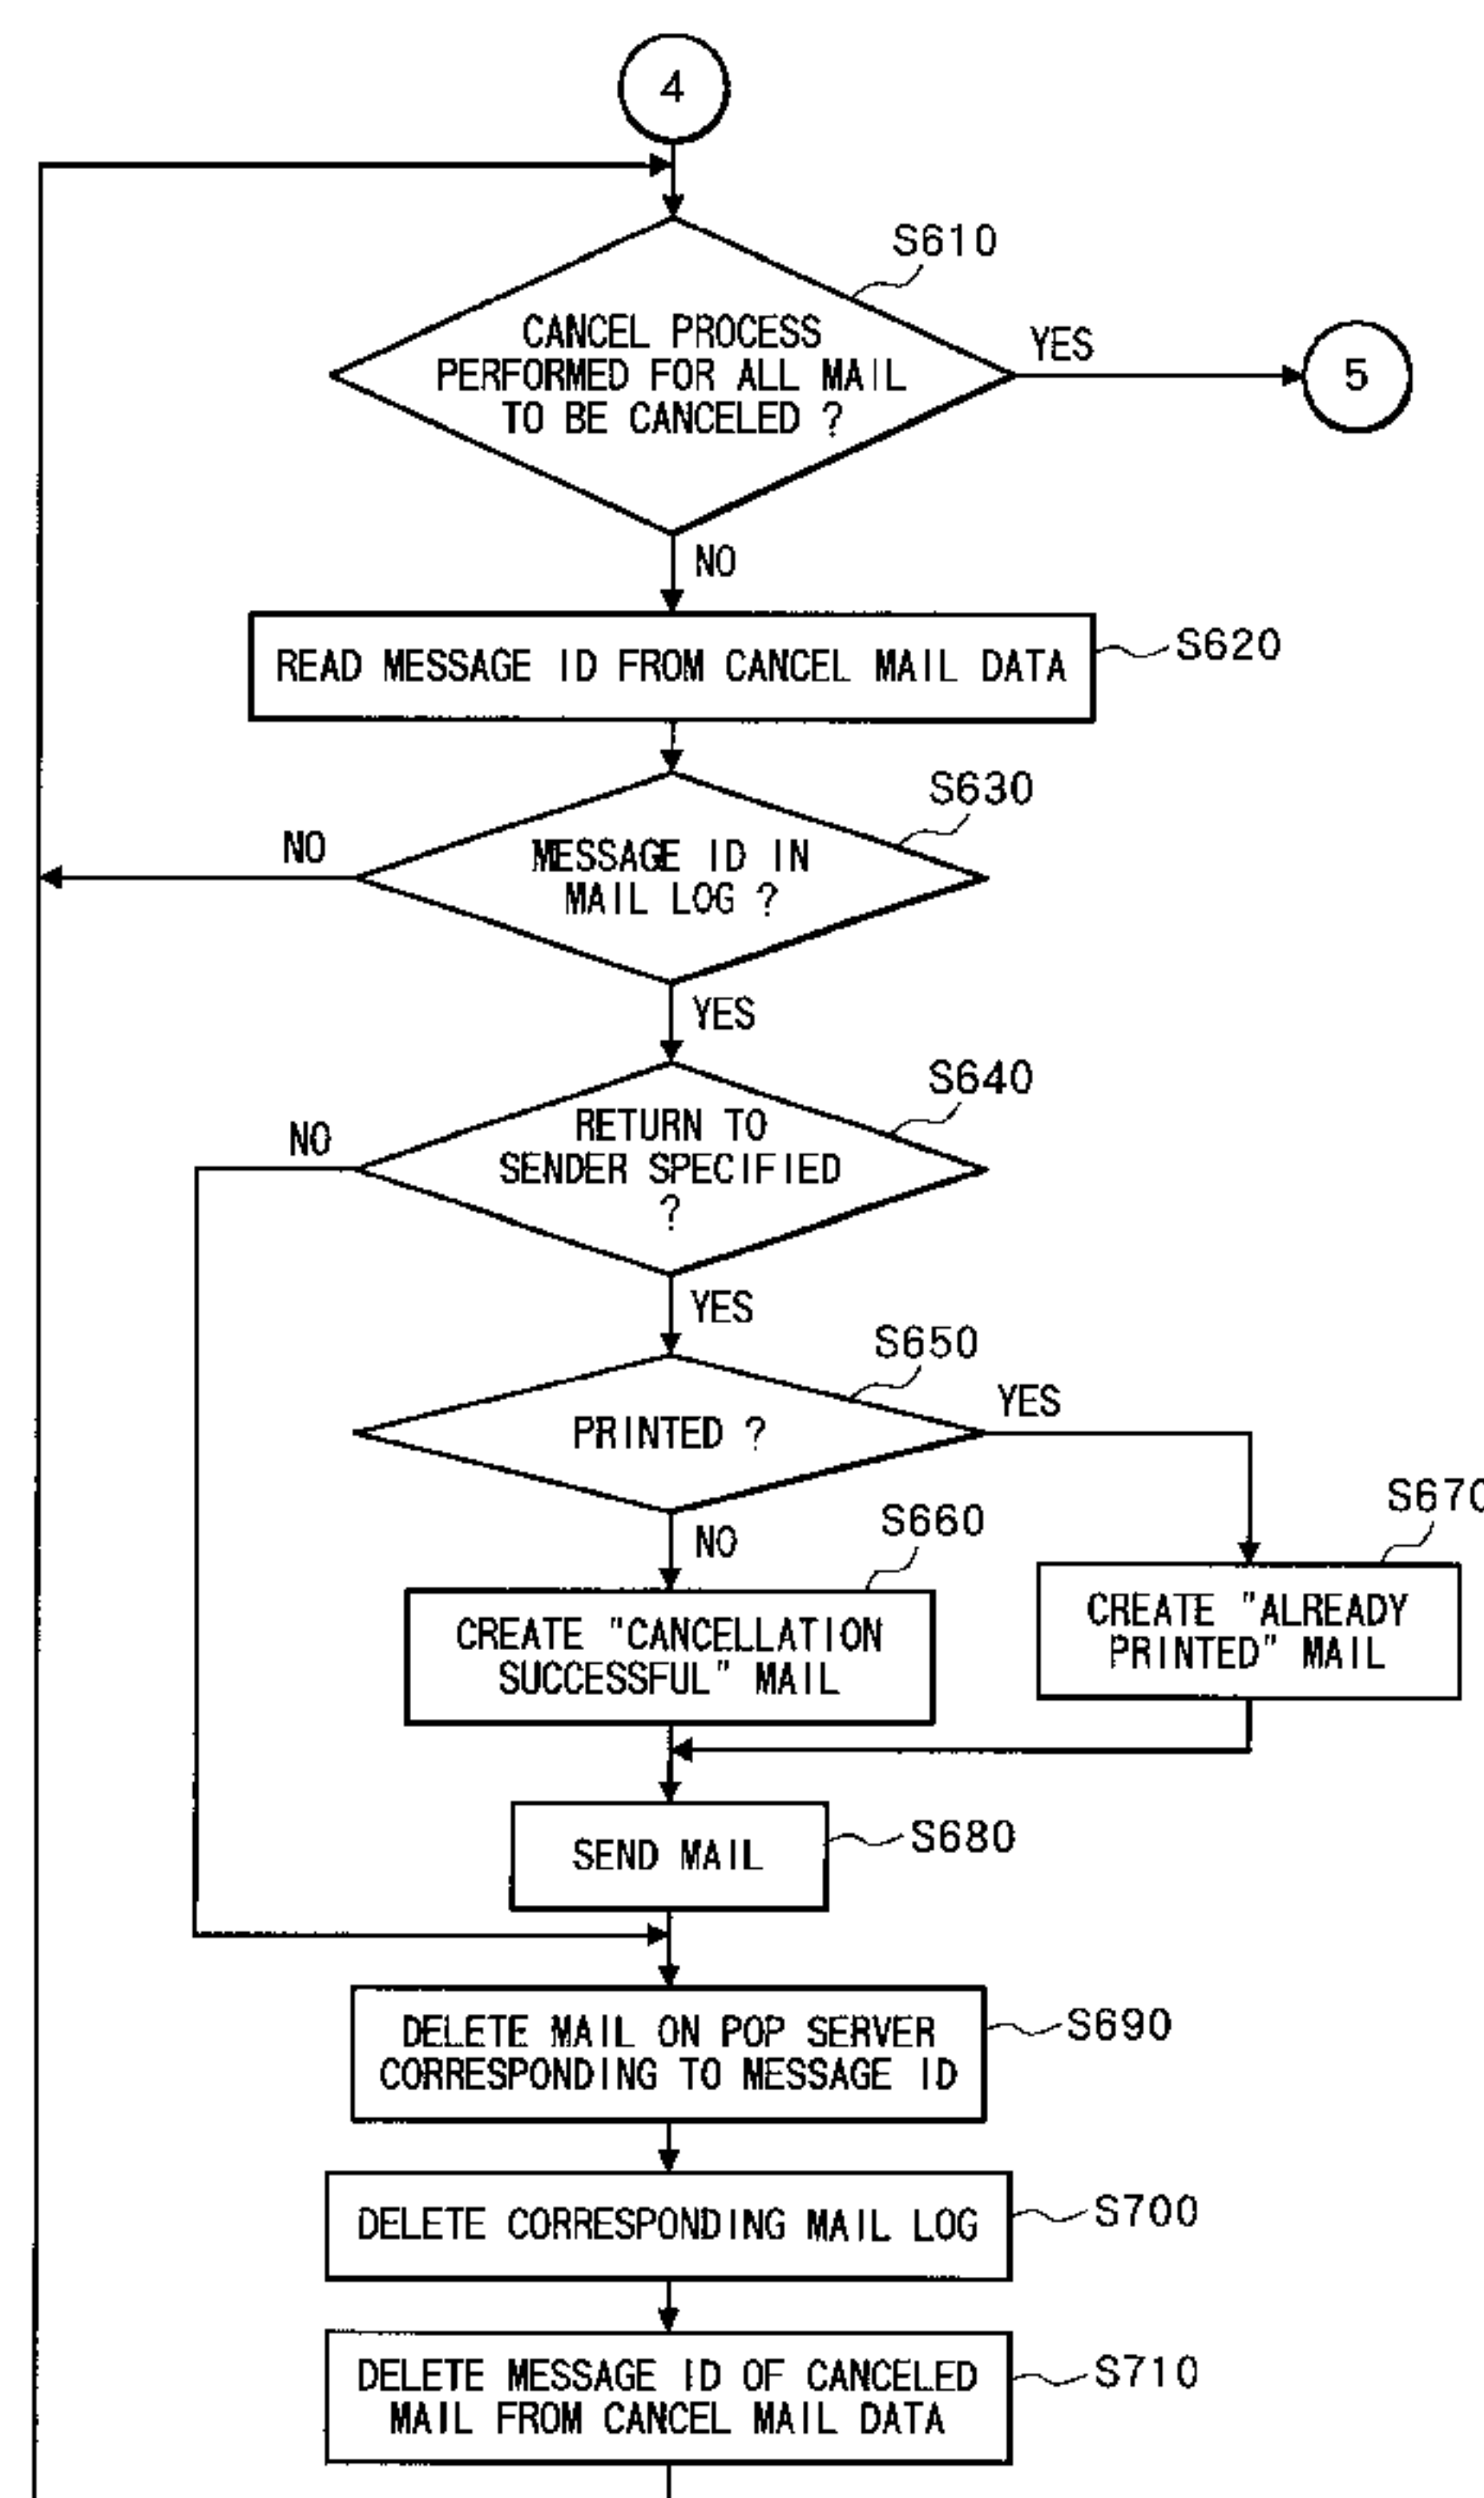 4
S610
CANCEL PROCESS
PERFORMED FOR ALL MAIL
TO BE CANCELED ?
YES
5
NO
READ MESSAGE ID FROM CANCEL MAIL DATA
S620
S630
NO
MESSAGE ID IN
MAIL LOG ?
YES
S640
NO
RETURN TO
SENDER SPECIFIED
?
YES
S650
YES
PRINTED ?
S670
S660
NO
CREATE "ALREADY
PRINTED" MAIL
CREATE "CANCELLATION
SUCCESSFUL" MAIL
SEND MAIL
S680
DELETE MAIL ON POP SERVER
CORRESPONDING TO MESSAGE ID
S690
DELETE CORRESPONDING MAIL LOG
S700
DELETE MESSAGE ID OF CANCELED
MAIL FROM CANCEL MAIL DATA
S710